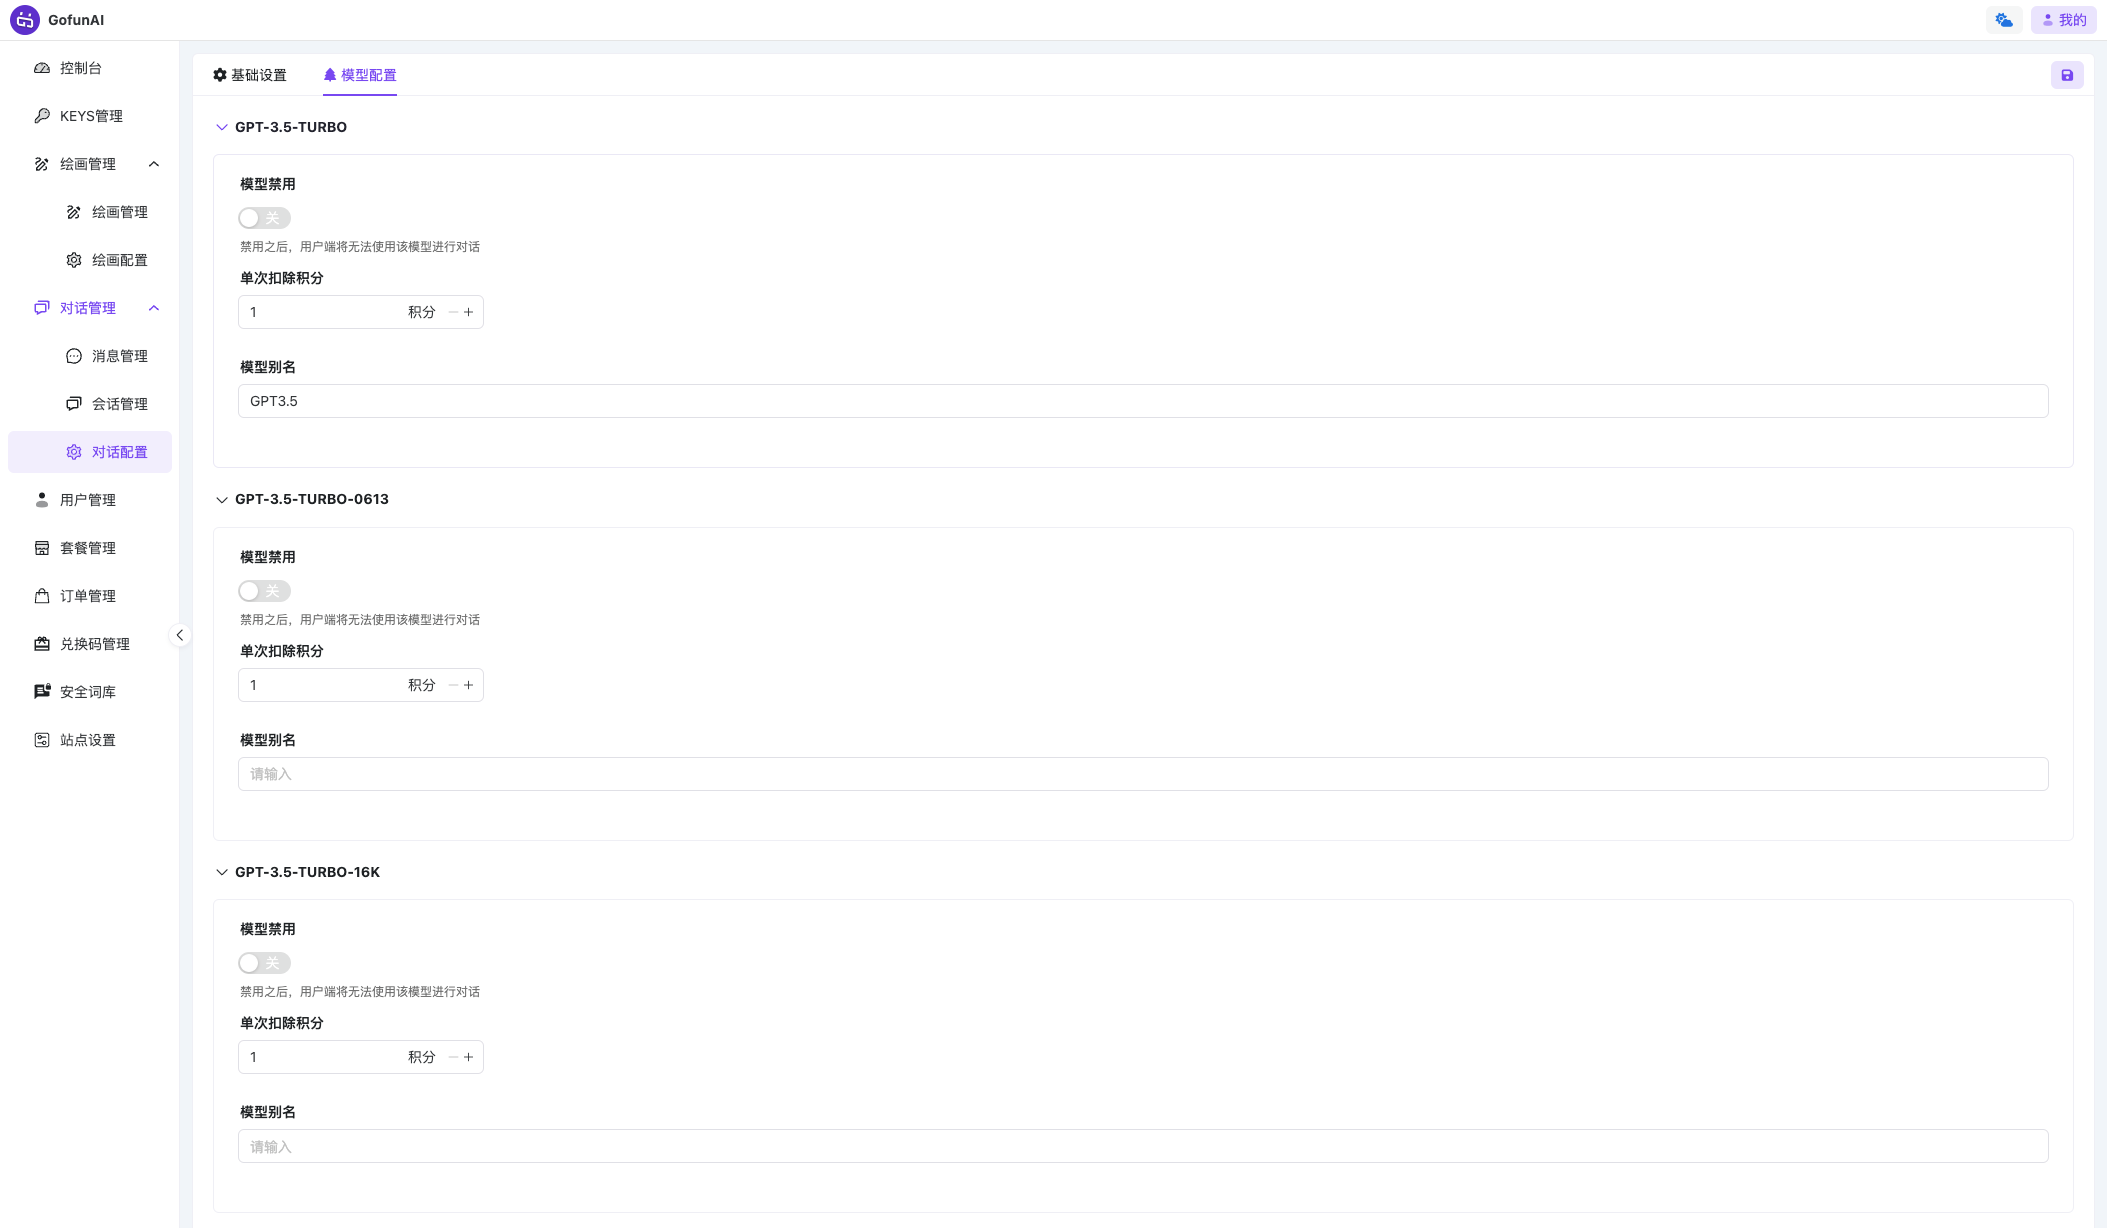 GofunAI
我的
控制台
KEYS管理
绘画管理
绘画管理
绘画配置
对话管理
消息管理
会话管理
对话配置
用户管理
套餐管理
订单管理
兑换码管理
安全词库
站点设置
基础设置
模型配置
GPT-3.5-TURBO
模型禁用
关
禁用之后，用户端将无法使用该模型进行对话
单次扣除积分
1 积分
模型别名
GPT3.5
GPT-3.5-TURBO-0613
模型禁用
关
禁用之后，用户端将无法使用该模型进行对话
单次扣除积分
1 积分
模型别名
请输入
GPT-3.5-TURBO-16K
模型禁用
关
禁用之后，用户端将无法使用该模型进行对话
单次扣除积分
1 积分
模型别名
请输入